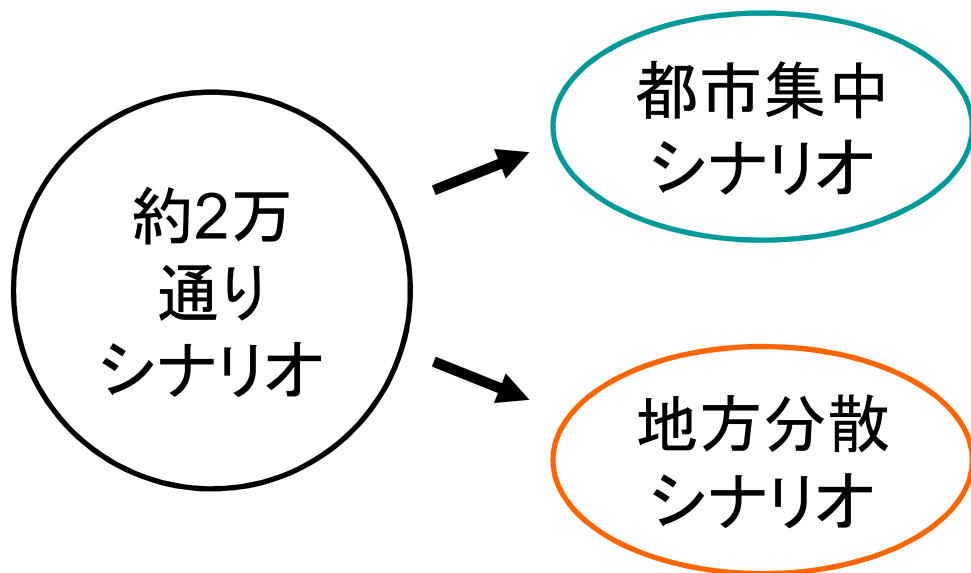 約2万
通り
シナリオ
都市集中
シナリオ
地方分散
シナリオ